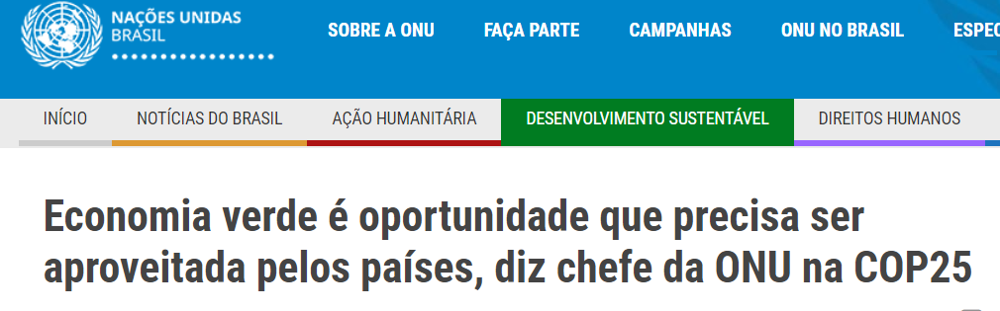 NAÇÕES UNIDAS
BRASIL
SOBRE A ONU FAÇA PARTE CAMPANHAS ONU NO BRASIL ESPEC
INÍCIO NOTÍCIAS DO BRASIL AÇÃO HUMANITÁRIA DESENVOLVIMENTO SUSTENTÁVEL DIREITOS HUMANOS
Economia verde é oportunidade que precisa ser
aproveitada pelos países, diz chefe da ONU na COP25